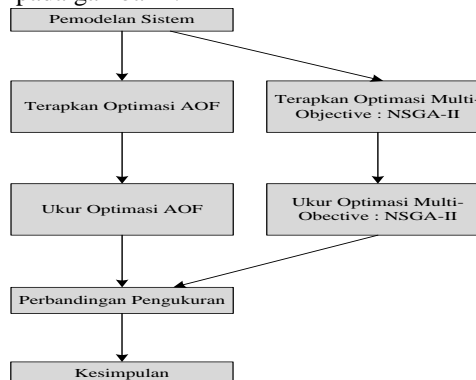 Pemodelan Sistem
Terapkan Optimasi AOF
Terapkan Optimasi Multi-
Objective : NSGA-II
Ukur Optimasi AOF
Ukur Optimasi Multi-
Obective : NSGA-II
Perbandingan Pengukuran
Kesimpulan